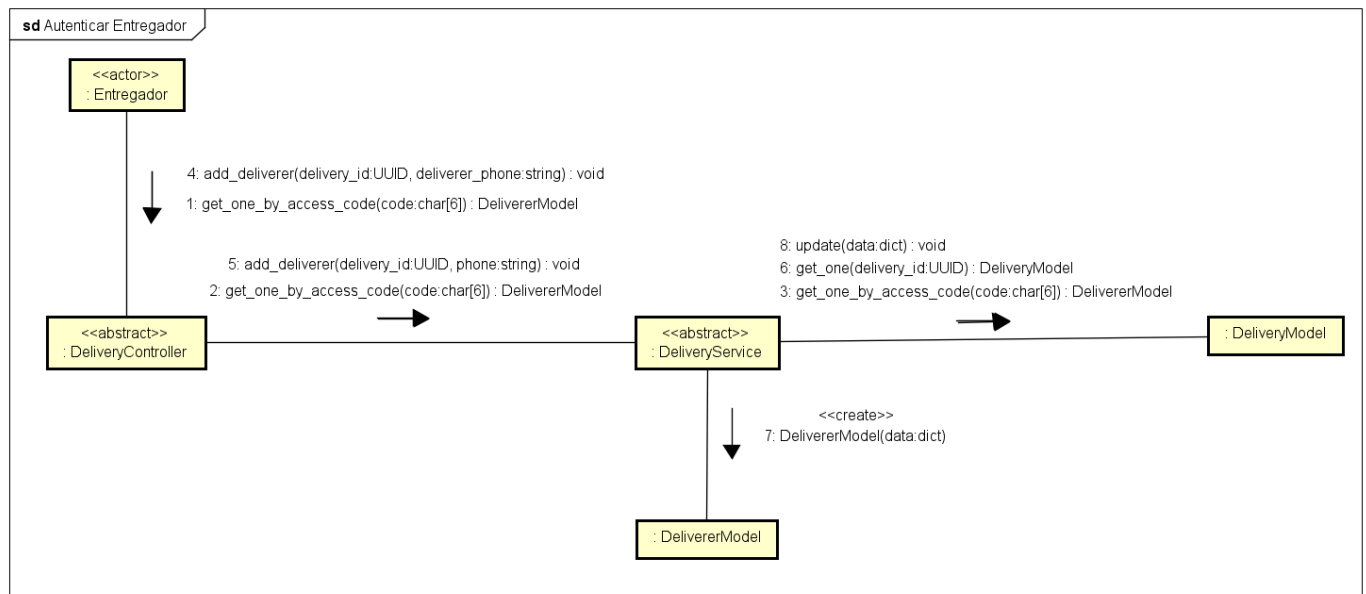 sd Autenticar Entregador
<<actor>>
: Entregador
4: add_deliverer(delivery_id:UUID, deliverer_phone:string) : void
1: get_one_by_access_code(code:char[6]) : DelivererModel
5: add_deliverer(delivery_id:UUID, phone:string) : void
2: get_one_by_access_code(code:char[6]) : DelivererModel
8: update(data:dict) : void
6: get_one(delivery_id:UUID) : DeliveryModel
3: get_one_by_access_code(code:char[6]) : DelivererModel
<<abstract>>
: DeliveryController
<<abstract>>
: DeliveryService
: DeliveryModel
<<create>>
7: DelivererModel(data:dict)
: DelivererModel